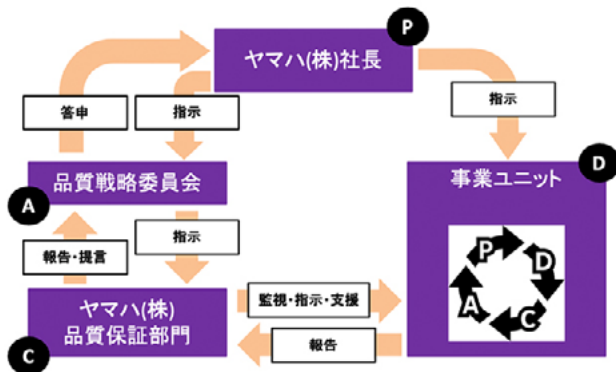 P
ヤマハ(株)社長
答申
指示
指示
品質戦略委員会
A
事業ユニット
D
報告・提言
指示
P
D
A
C
ヤマハ(株)
品質保証部門
C
監視・指示・支援
報告